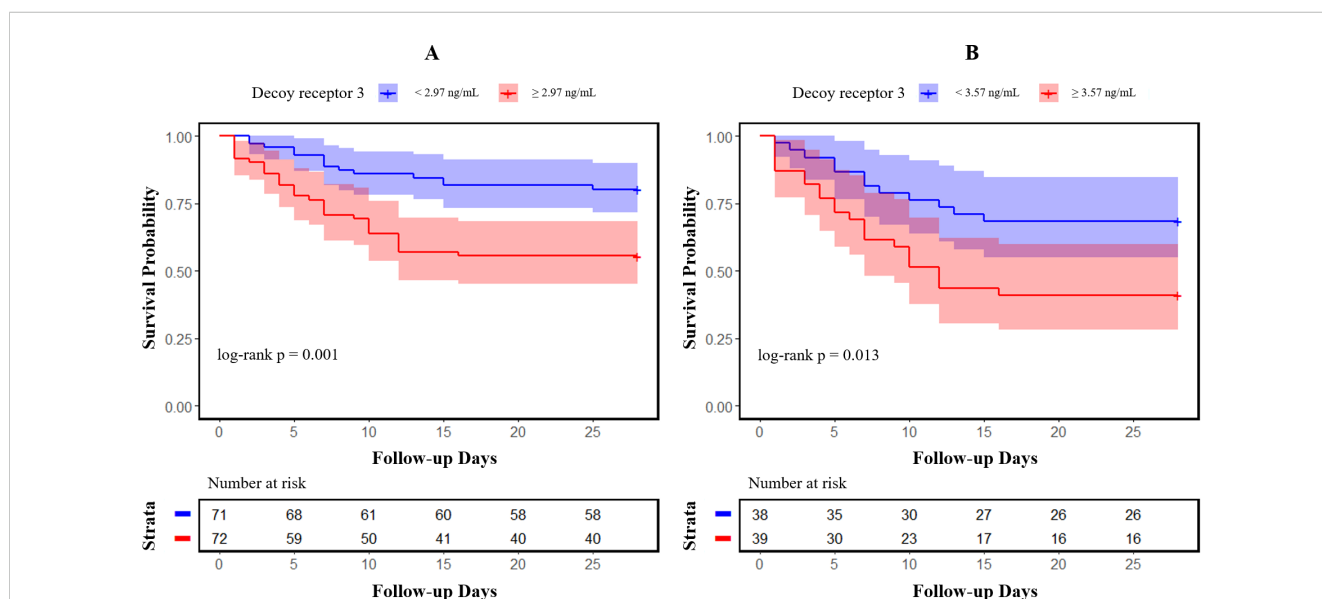 A
Decoy receptor 3 < 2.97 ng/mL ≥ 2.97 ng/mL
Survival Probability
1.00
0.75
0.50
0.25
0.00
log-rank p = 0.001
0 5 10 15 20 25
Follow-up Days
Number at risk
Strata
71 68 61 60 58 58
72 59 50 41 40 40
0 5 10 15 20 25
Follow-up Days
B
Decoy receptor 3 < 3.57 ng/mL ≥ 3.57 ng/mL
Survival Probability
1.00
0.75
0.50
0.25
0.00
log-rank p = 0.013
0 5 10 15 20 25
Follow-up Days
Number at risk
Strata
38 35 30 27 26 26
39 30 23 17 16 16
0 5 10 15 20 25
Follow-up Days